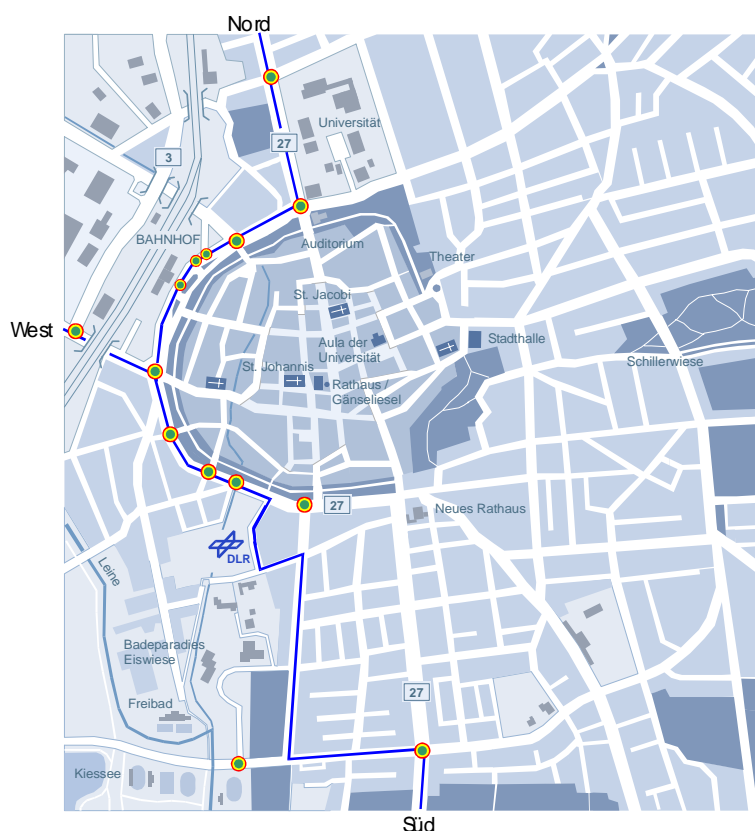 Nord
Universität
27
3
BAHNHOF
Auditorium
Theater
St. Jacobi
West
Aula der
Universität
Stadthalle
Schillerwiese
St. Johannis
Rathaus
Gänseliesel
27
Neues Rathaus
DLR
Leine
Badeparadies
Eiswiese
27
Freibad
Kiessee
Süd